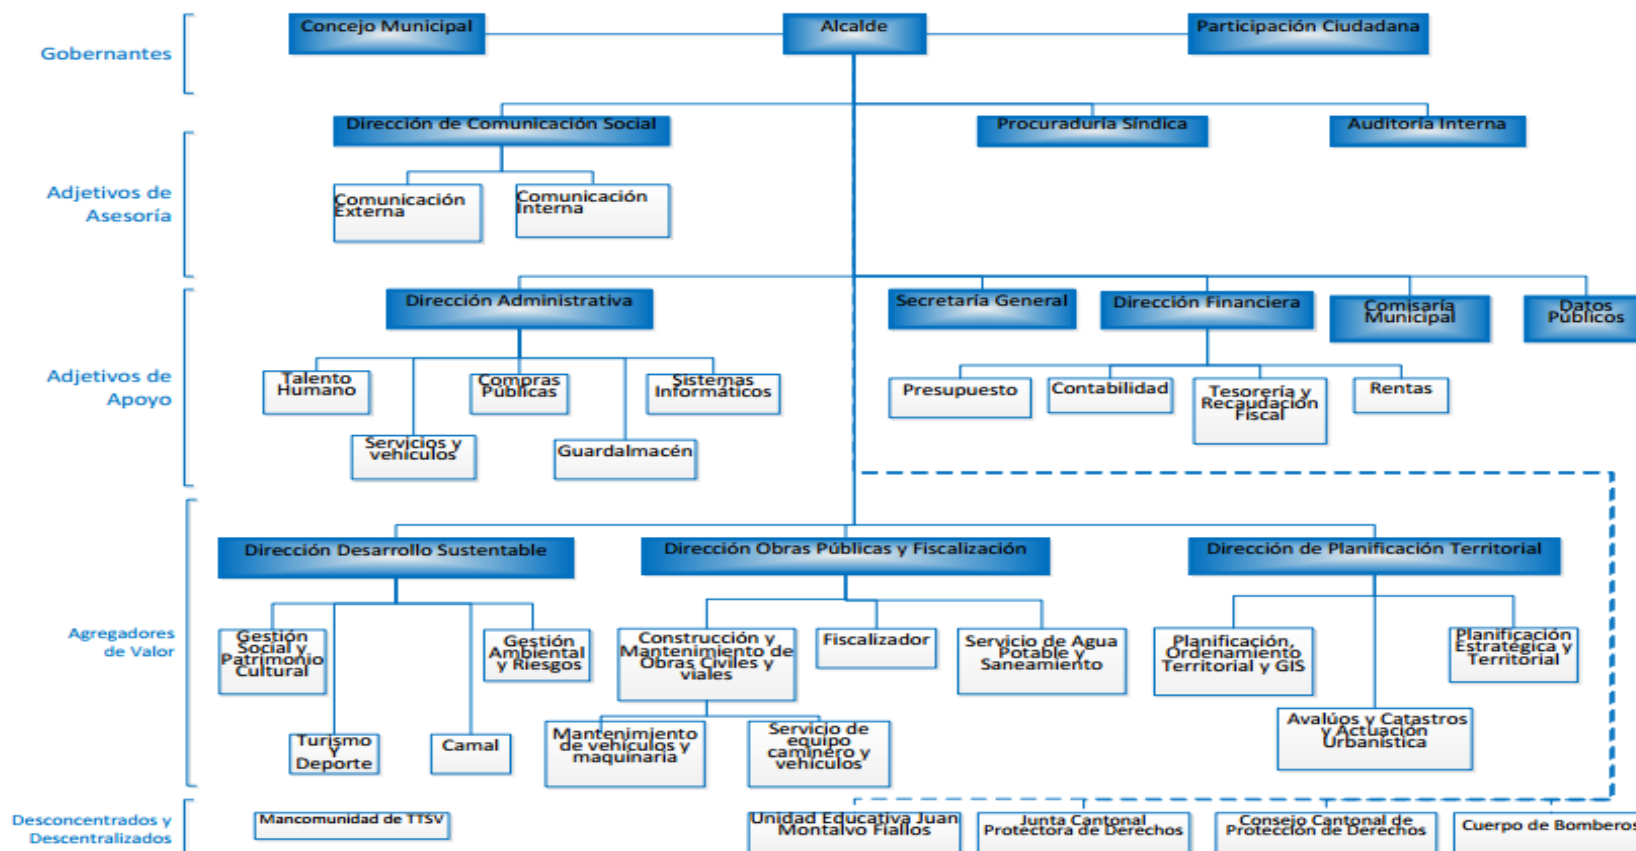 Concejo Municipal
Alcalde
Participación Ciudadana
Gobernantes
Dirección de Comunicación Social
Procuraduría Síndica
Auditoría Interna
Adjetivos de
Asesoría
Comunicación
Externa
Comunicación
Interna
Dirección Administrativa
Secretaría General
Dirección Financiera
Comisaría
Municipal
Datos
Públicos
Adjetivos de
Apoyo
Talento
Humano
Compras
Públicas
Sistemas
Informáticos
Presupuesto
Contabilidad
Tesorería y
Recaudación
Fiscal
Rentas
Servicios y
vehículos
Guardalmacén
Dirección Desarrollo Sustentable
Dirección Obras Públicas y Fiscalización
Dirección de Planificación Territorial
Agregadores
de Valor
Gestión
Social y
Patrimonio
Cultural
Gestión
Ambiental
y Riesgos
Construcción y
Mantenimiento de
Obras Civiles y
viales
Fiscalizador
Servicio de Agua
Potable y
Saneamiento
Planificación,
Ordenamiento
Territorial y GIS
Planificación
Estratégica y
Territorial
Turismo
y
Deporte
Camal
Mantenimiento
de vehículos y
maquinaria
Servicio de
equipo
caminero y
vehículos
Avalúos y Catastros
y Actuación
Urbanística
Desconcentrados y
Descentralizados
Mancomunidad de TTSV
Unidad Educativa Juan
Montalvo Fiallos
Junta Cantonal
Protectora de Derechos
Consejo Cantonal de
Protección de Derechos
Cuerpo de Bomberos